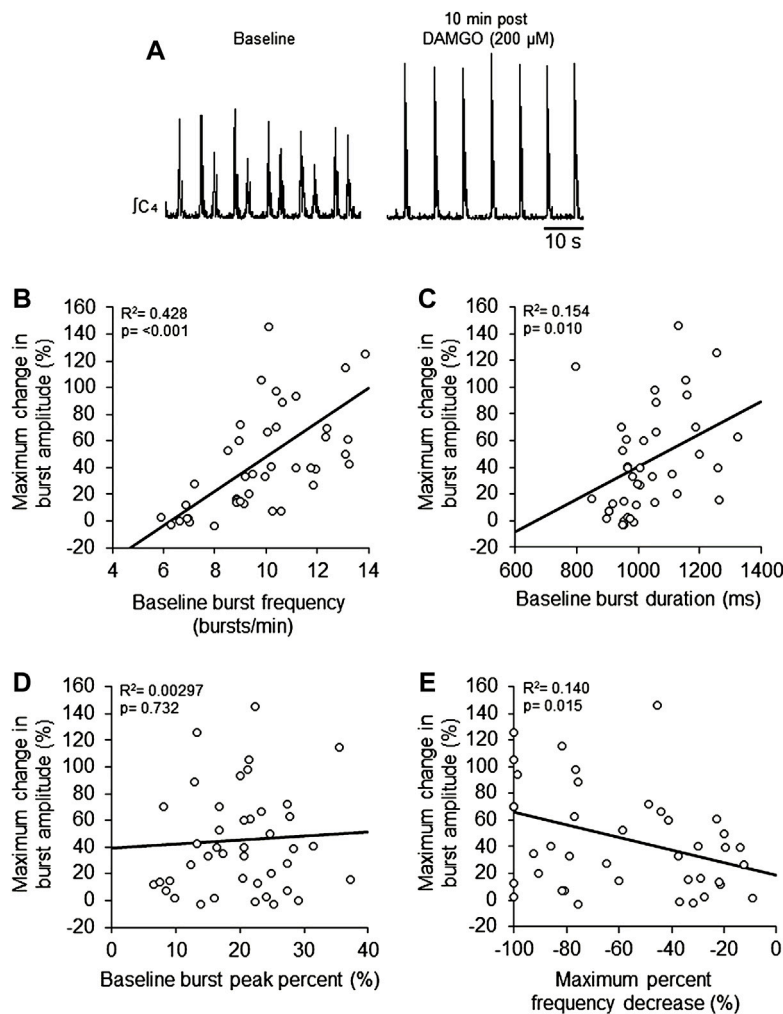 A
Baseline
10 min post
DAMGO (200 µM)
∫C4
10 s
B
R²= 0.428
p= <0.001
Maximum change in
burst amplitude (%)
160
140
120
100
80
60
40
20
0
-20
4 6 8 10 12 14
Baseline burst frequency
(bursts/min)
C
R²= 0.154
p= 0.010
Maximum change in
burst amplitude (%)
160
140
120
100
80
60
40
20
0
-20
600 800 1000 1200 1400
Baseline burst duration (ms)
D
R²= 0.00297
p= 0.732
Maximum change in
burst amplitude (%)
160
140
120
100
80
60
40
20
0
-20
0 10 20 30 40
Baseline burst peak percent (%)
E
R²= 0.140
p= 0.015
Maximum change in
burst amplitude (%)
160
140
120
100
80
60
40
20
0
-20
-100 -80 -60 -40 -20 0
Maximum percent
frequency decrease (%)